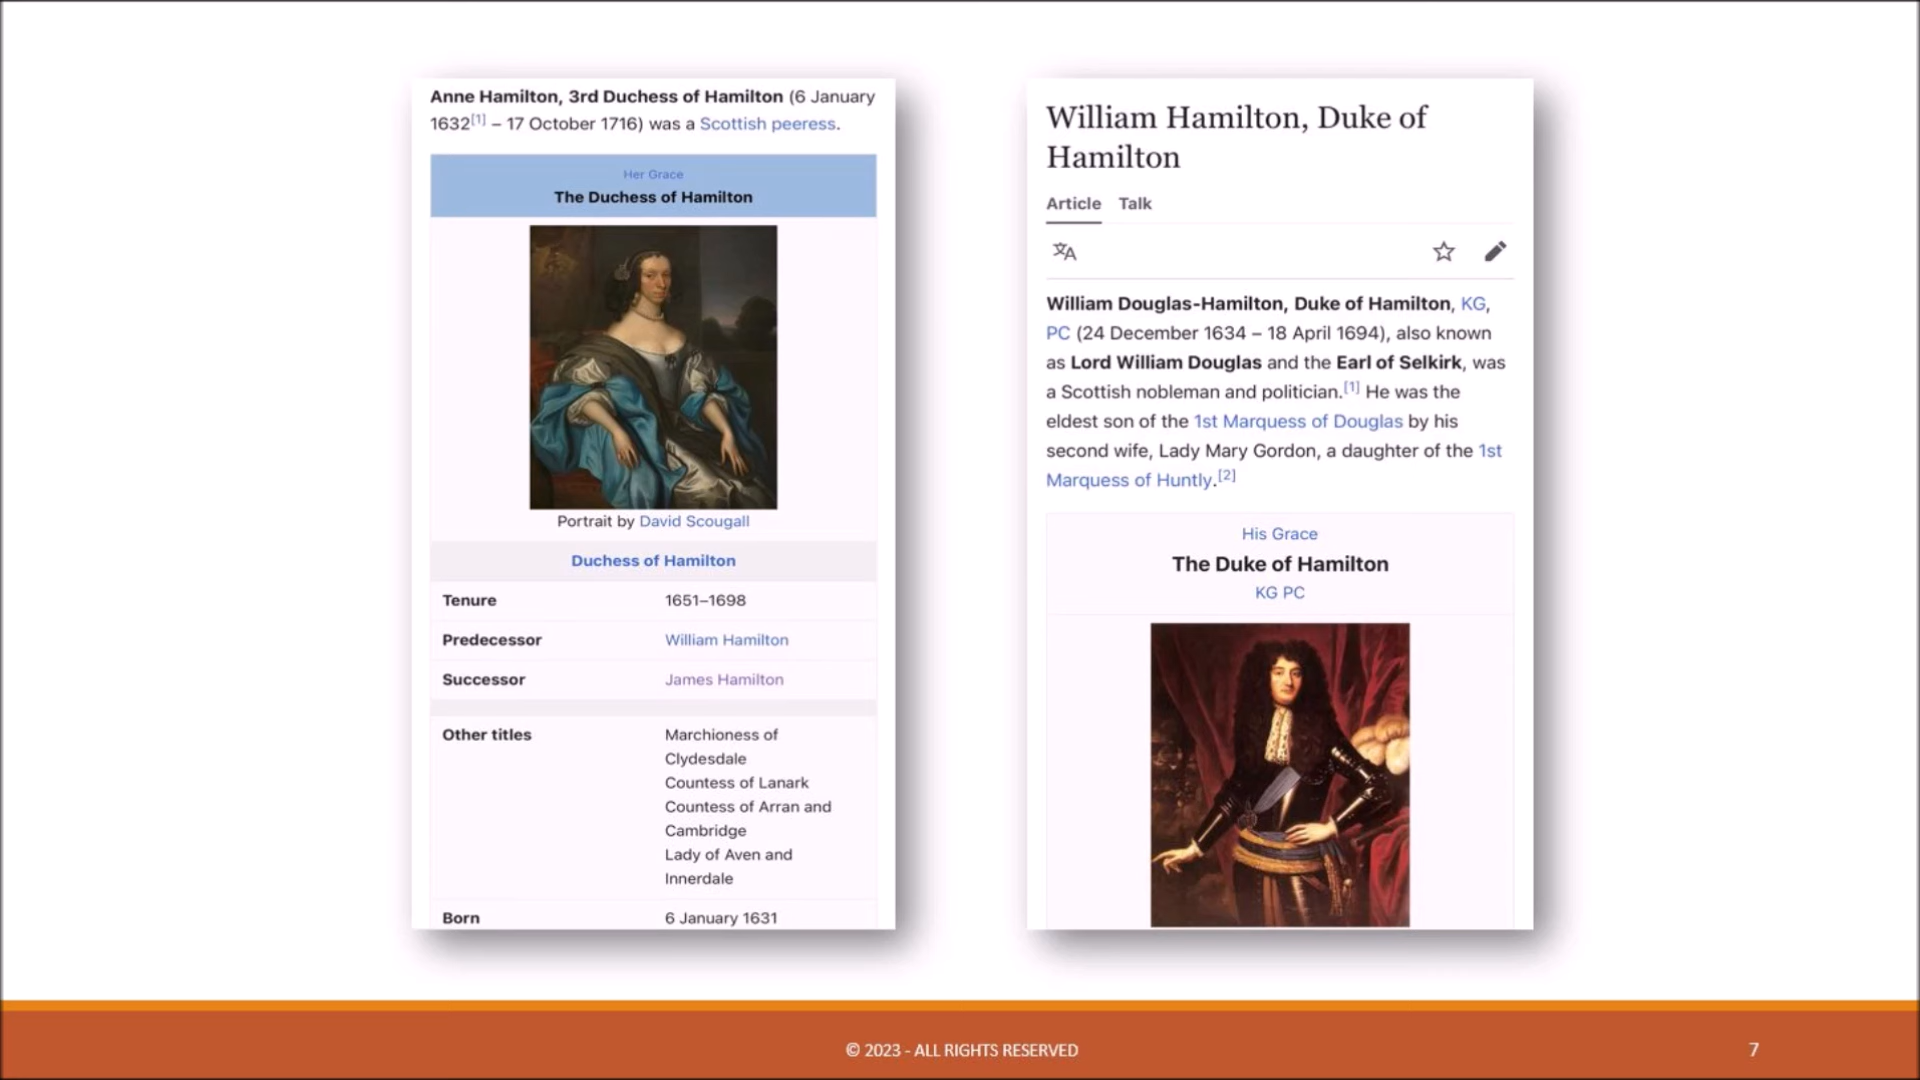 Anne Hamilton, 3rd Duchess of Hamilton (6 January
1632[1] – 17 October 1716) was a Scottish peeress.
Her Grace
The Duchess of Hamilton
Portrait by David Scougall
Duchess of Hamilton
Tenure 1651–1698
Predecessor William Hamilton
Successor James Hamilton
Other titles Marchioness of
Clydesdale
Countess of Lanark
Countess of Arran and
Cambridge
Lady of Aven and
Innerdale
Born 6 January 1631
William Hamilton, Duke of
Hamilton
Article Talk
文A
William Douglas-Hamilton, Duke of Hamilton, KG,
PC (24 December 1634 – 18 April 1694), also known
as Lord William Douglas and the Earl of Selkirk, was
a Scottish nobleman and politician.[1] He was the
eldest son of the 1st Marquess of Douglas by his
second wife, Lady Mary Gordon, a daughter of the 1st
Marquess of Huntly.[2]
His Grace
The Duke of Hamilton
KG PC
© 2023 - ALL RIGHTS RESERVED
7